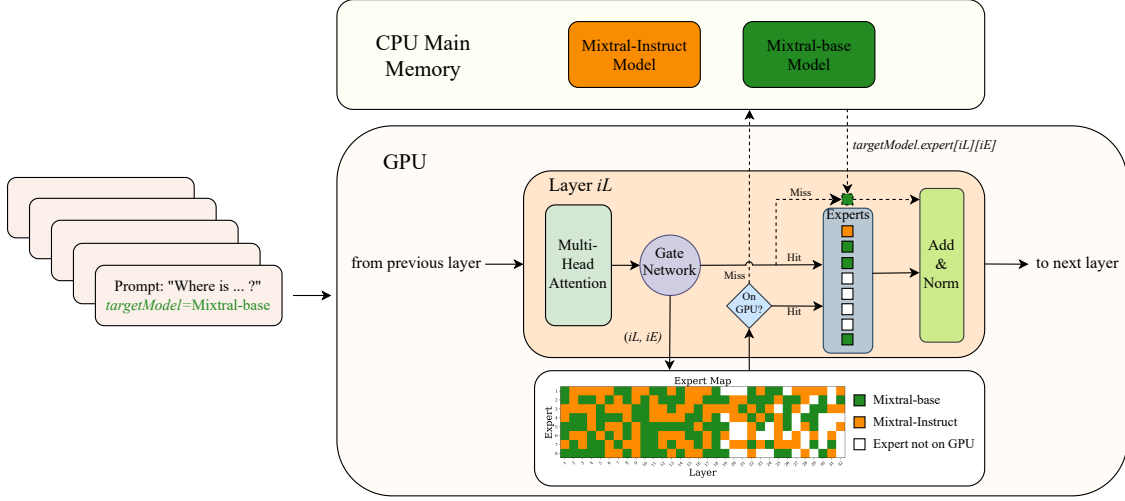 CPU Main
Memory
Mixtral-Instruct
Model
Mixtral-base
Model
targetModel.expert[iL][iE]
GPU
Layer iL
Miss
Experts
Multi-
Head
Attention
Gate
Network
Hit
Add
&
Norm
from previous layer
to next layer
Miss
On
GPU?
Hit
Prompt: "Where is ... ?"
targetModel=Mixtral-base
(iL, iE)
Expert Map
Expert
Layer
Mixtral-base
Mixtral-Instruct
Expert not on GPU